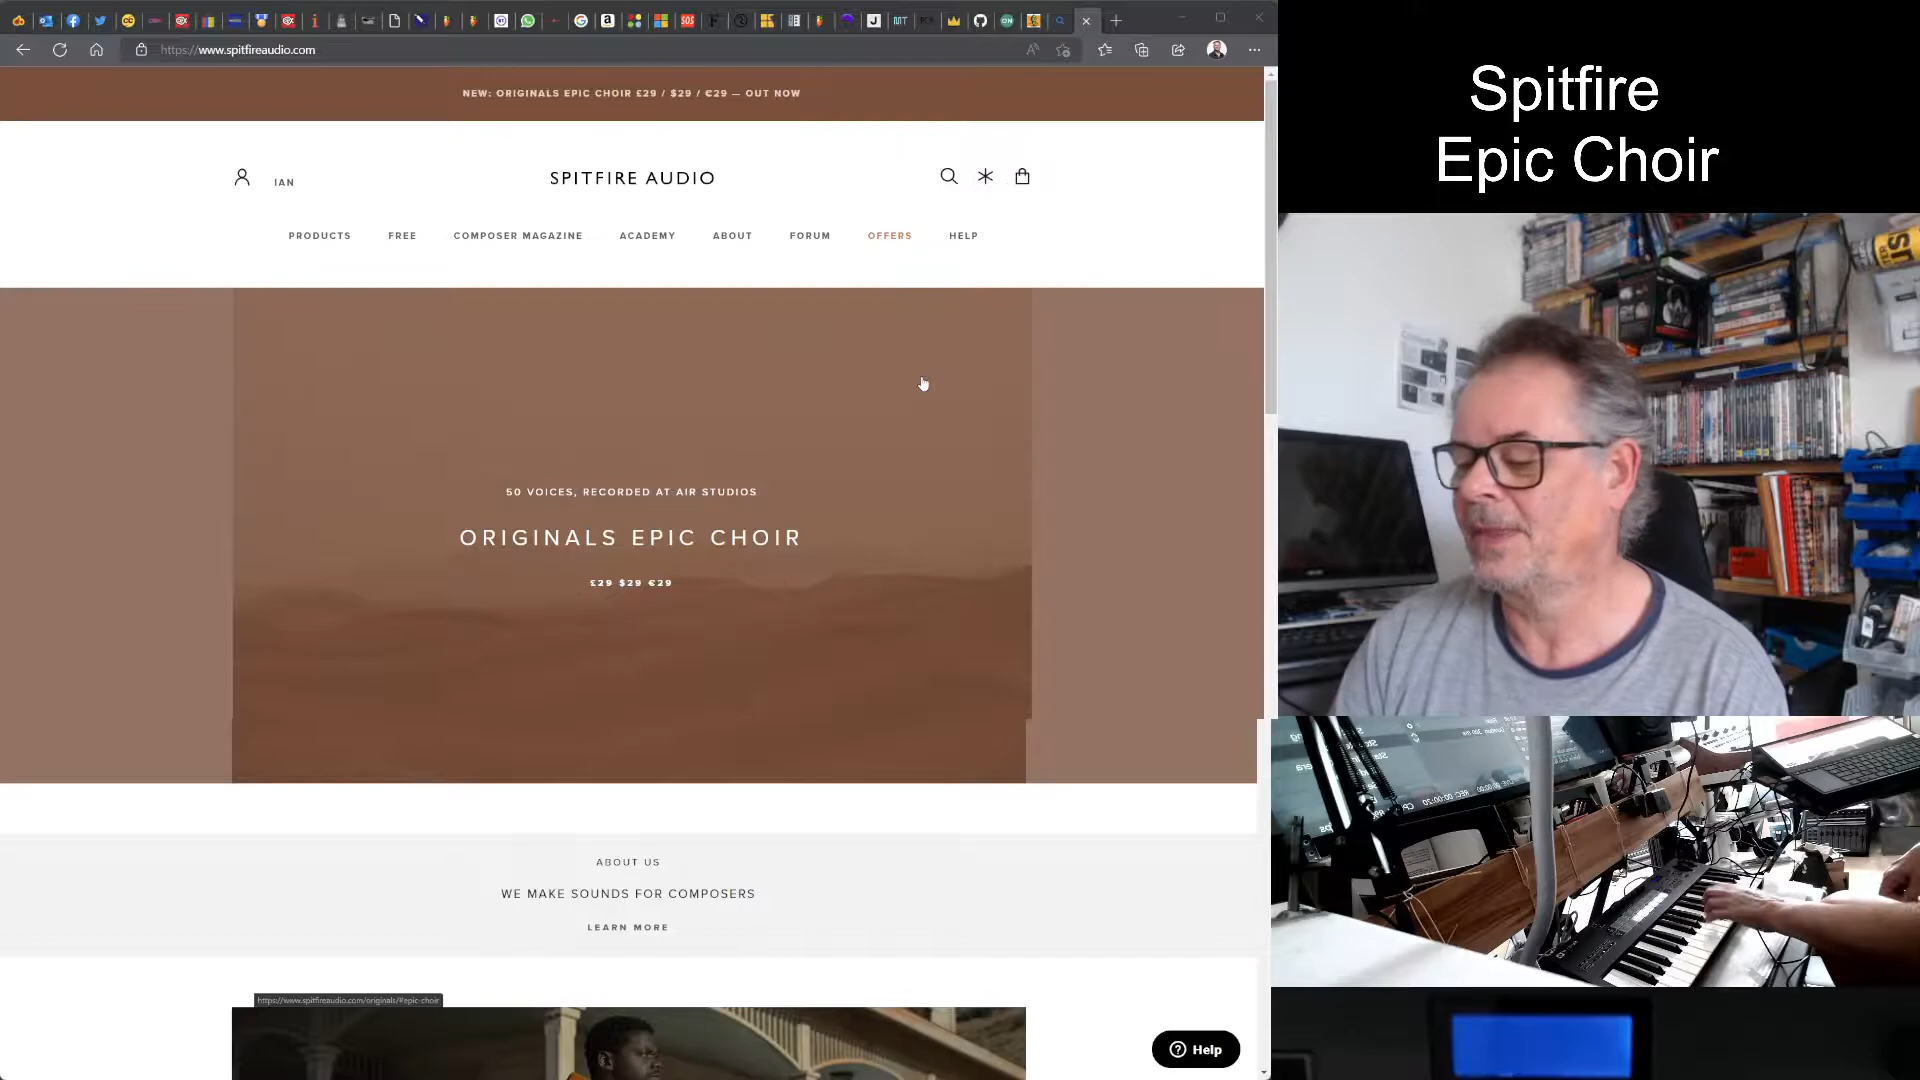 https://www.spitfireaudio.com
NEW: ORIGINALS EPIC CHOIR £29 / $29 / €29 — OUT NOW
IAN
SPITFIRE AUDIO
PRODUCTS FREE COMPOSER MAGAZINE ACADEMY ABOUT FORUM OFFERS HELP
50 VOICES, RECORDED AT AIR STUDIOS
ORIGINALS EPIC CHOIR
£29 $29 €29
ABOUT US
WE MAKE SOUNDS FOR COMPOSERS
LEARN MORE
https://www.spitfireaudio.com/originals/#epic-choir
Help
Spitfire
Epic Choir